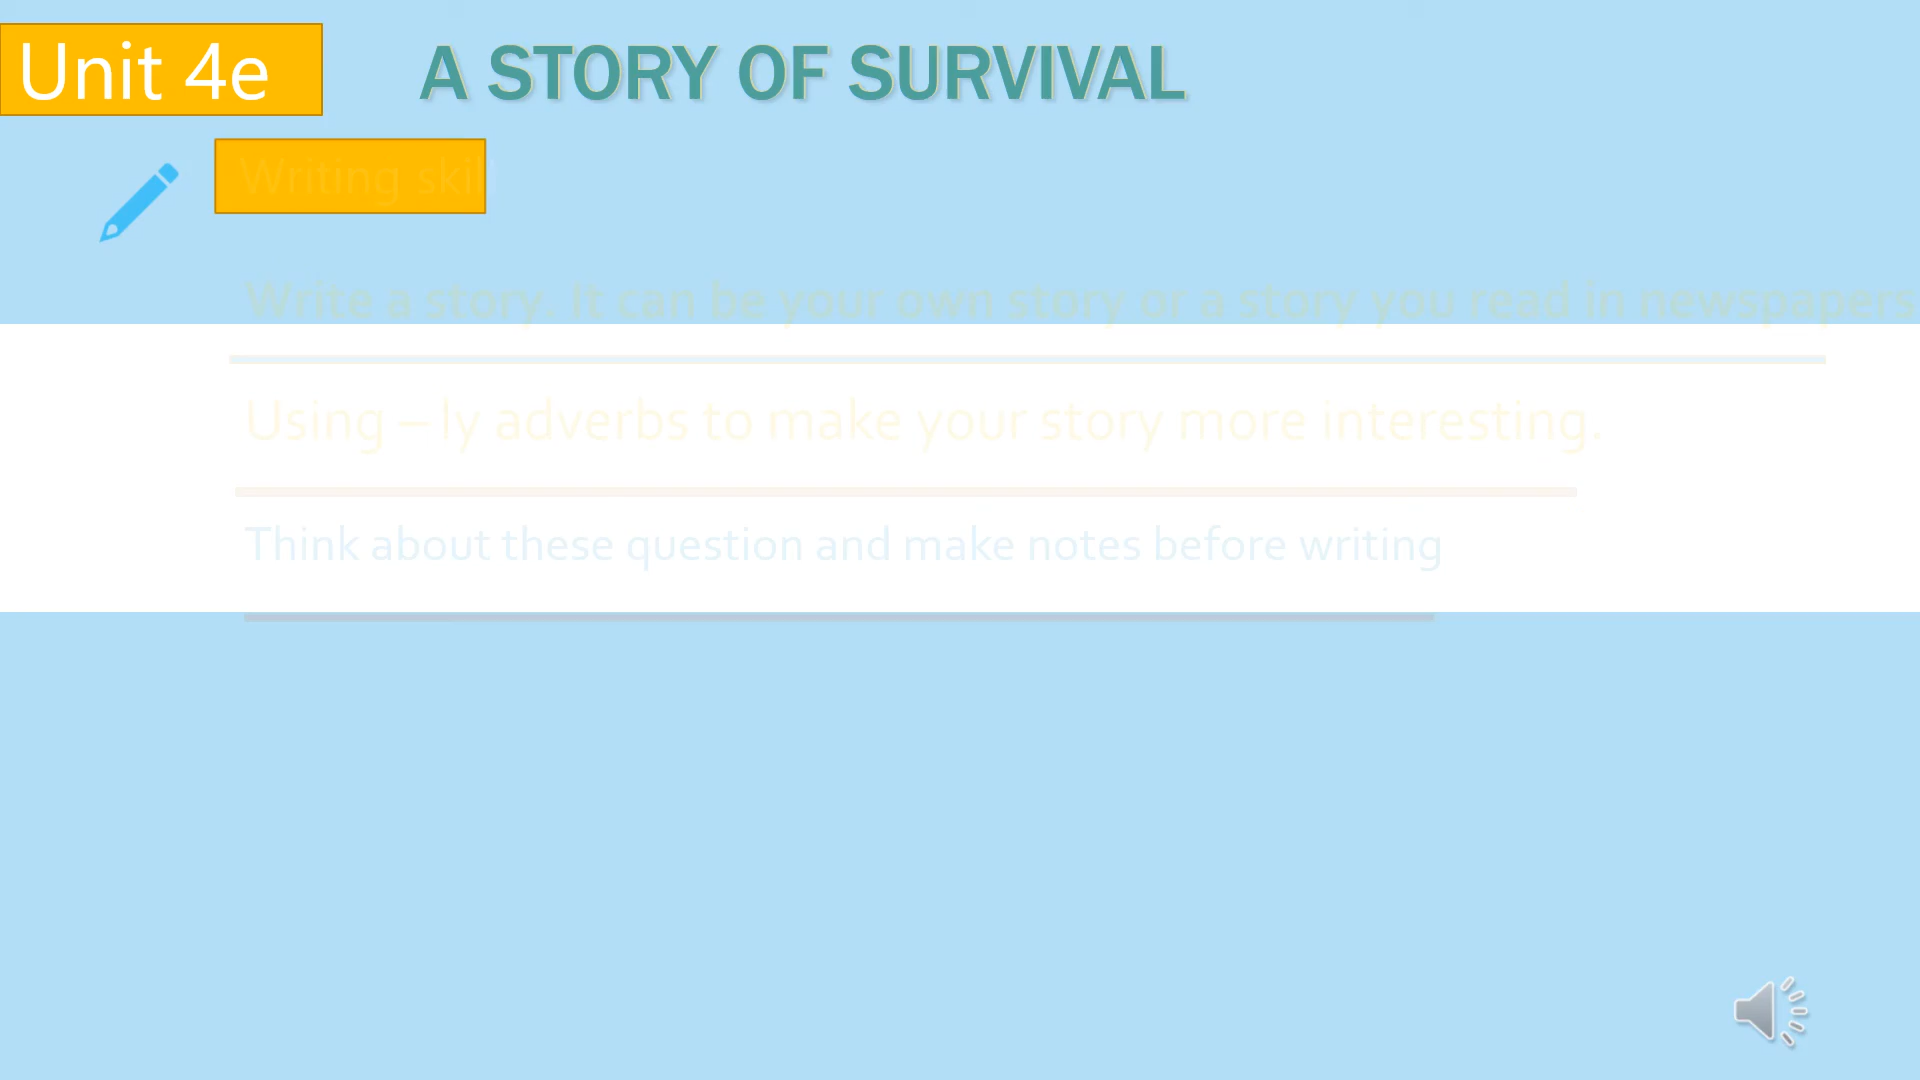 Unit 4e
A STORY OF SURVIVAL
Writing skill
Write a story. It can be your own story or a story you read in newspapers
Using – ly adverbs to make your story more interesting.
Think about these question and make notes before writing